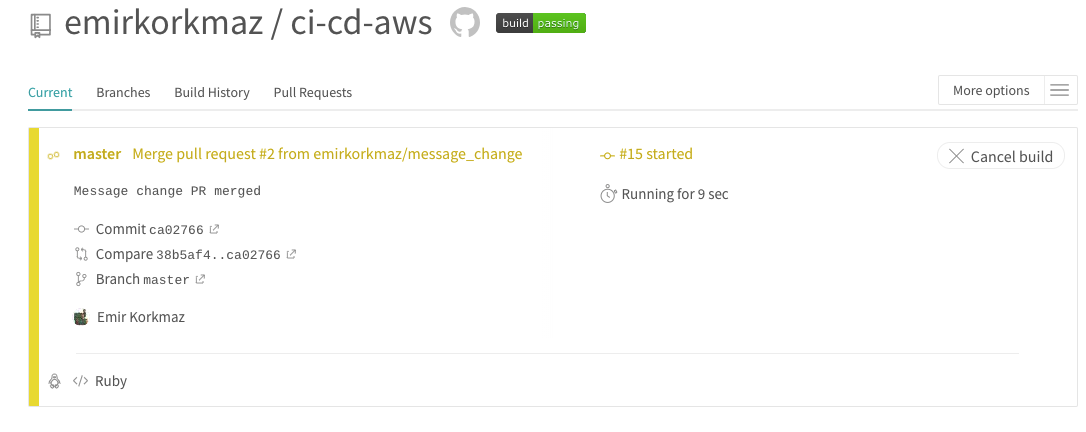 emirkorkmaz / ci-cd-aws build passing
Current Branches Build History Pull Requests More options
master Merge pull request #2 from emirkorkmaz/message_change #15 started Cancel build
Message change PR merged Running for 9 sec
Commit ca02766
Compare 38b5af4..ca02766
Branch master
Emir Korkmaz
</> Ruby